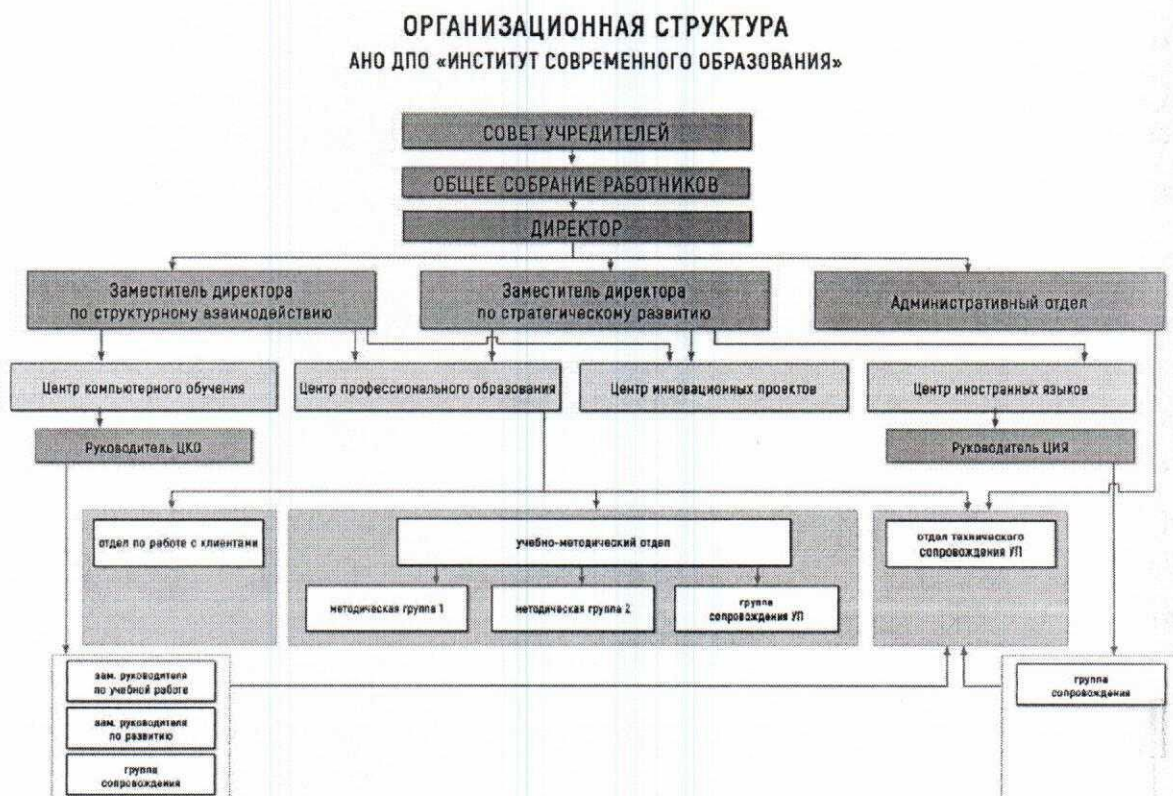 ОРГАНИЗАЦИОННАЯ СТРУКТУРА
АНО ДПО «ИНСТИТУТ СОВРЕМЕННОГО ОБРАЗОВАНИЯ»
СОВЕТ УЧРЕДИТЕЛЕЙ
ОБЩЕЕ СОБРАНИЕ РАБОТНИКОВ
ДИРЕКТОР
Заместитель директора
по структурному взаимодействию
Заместитель директора
по стратегическому развитию
Административный отдел
Центр компьютерного обучения
Центр профессионального образования
Центр инновационных проектов
Центр иностранных языков
Руководитель ЦКО
Руководитель ЦИЯ
отдел по работе с клиентами
учебно-методический отдел
отдел технического
сопровождения УП
методическая группа 1
методическая группа 2
группа
сопровождения УП
зам. руководителя
по учебной работе
зам. руководителя
по развитию
группа
сопровождения
группа
сопровождения